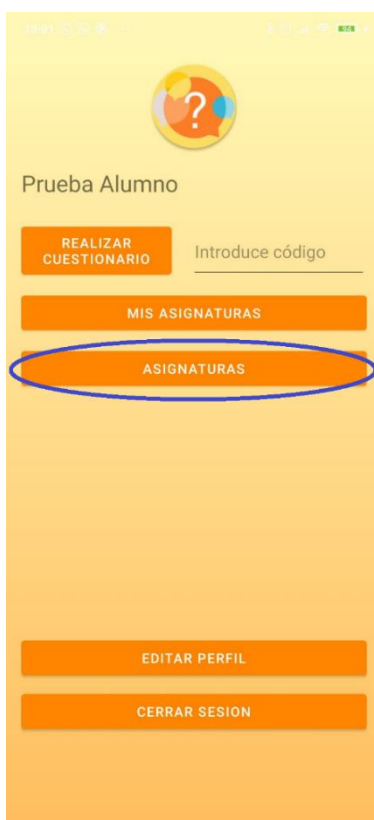 ?
Prueba Alumno
REALIZAR
CUESTIONARIO
Introduce código
MIS ASIGNATURAS
ASIGNATURAS
EDITAR PERFIL
CERRAR SESION